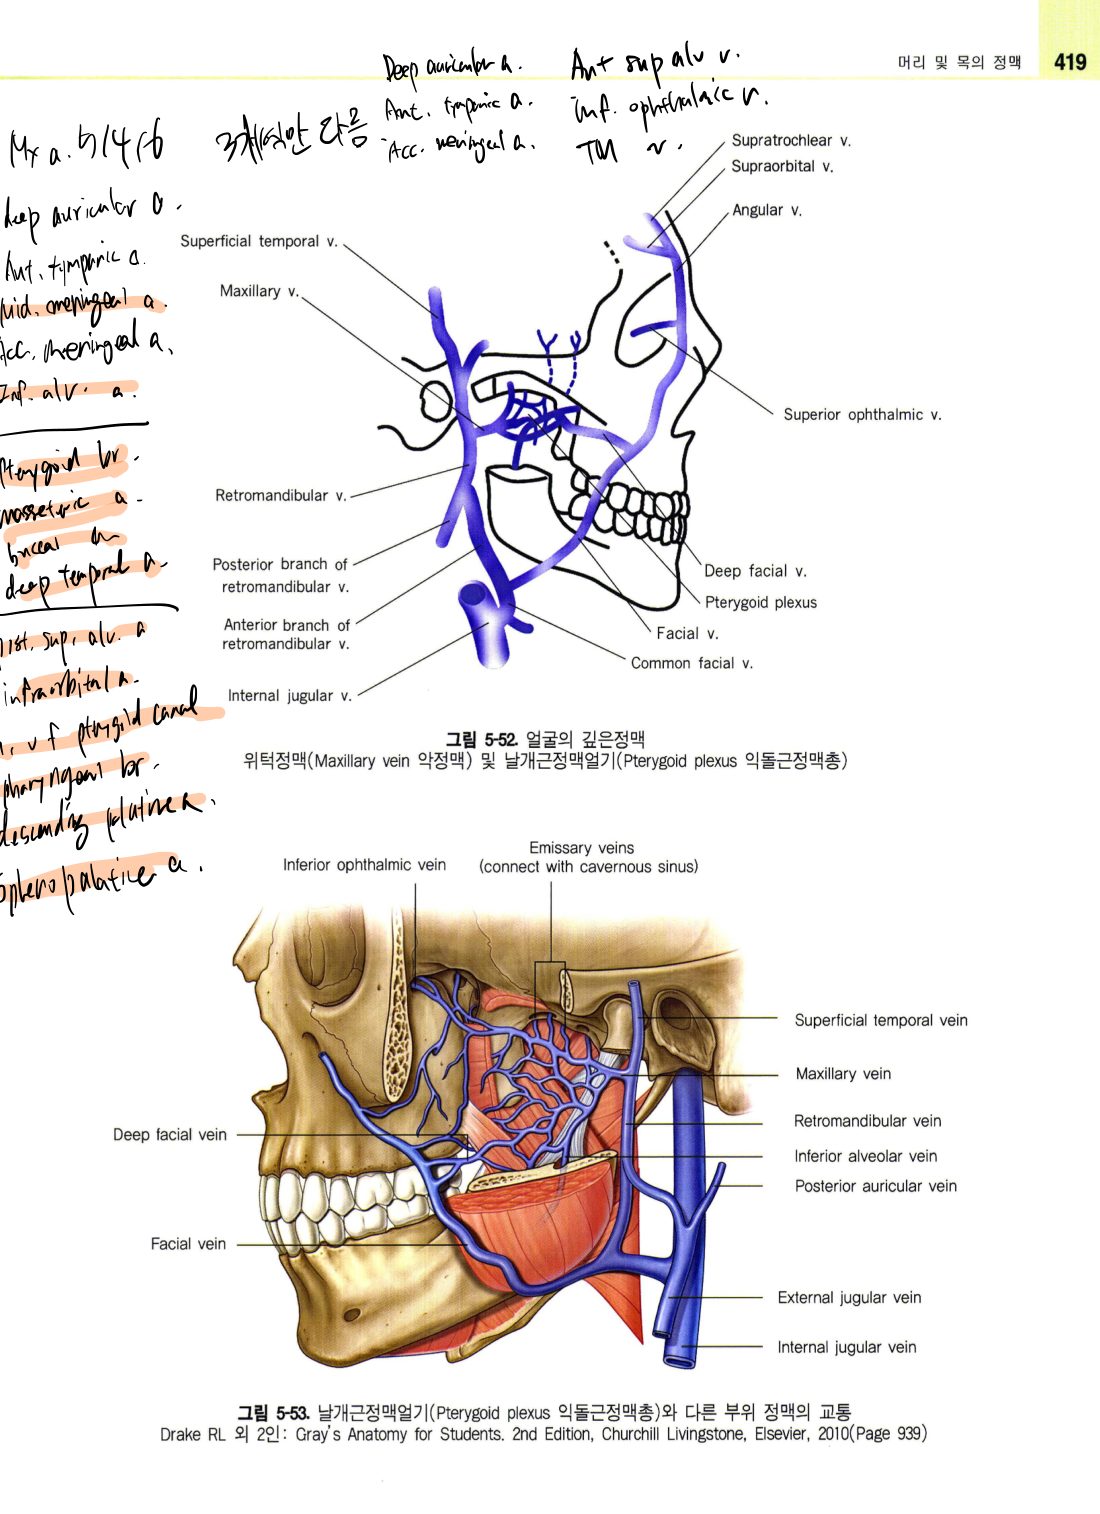 머리 및 목의 정맥 419
Deep auricular a. Ant sup alv v.
Ant. tympanic a. inf. ophthalmic v.
Acc. meningeal a. TM v.
Mx a. 5/4/6 3개씩만 다름
deep auricular a.
Ant. tympanic a.
mid. meningeal a.
Acc. meningeal a.
Inf. alv. a.
pterygoid br.
masseteric a.
buccal a.
deep temporal a.
post. sup. alv. a
infraorbital a.
a. of pterygoid canal
pharyngeal br.
descending palatine a.
sphenopalatine a.
Supratrochlear v.
Supraorbital v.
Angular v.
Superficial temporal v.
Maxillary v.
Superior ophthalmic v.
Retromandibular v.
Posterior branch of
retromandibular v.
Deep facial v.
Pterygoid plexus
Anterior branch of
retromandibular v.
Facial v.
Common facial v.
Internal jugular v.
그림 5-52. 얼굴의 깊은정맥
위턱정맥(Maxillary vein 악정맥) 및 날개근정맥얼기(Pterygoid plexus 익돌근정맥총)
Emissary veins
(connect with cavernous sinus)
Inferior ophthalmic vein
Superficial temporal vein
Maxillary vein
Retromandibular vein
Deep facial vein
Inferior alveolar vein
Posterior auricular vein
Facial vein
External jugular vein
Internal jugular vein
그림 5-53. 날개근정맥얼기(Pterygoid plexus 익돌근정맥총)와 다른 부위 정맥의 교통
Drake RL 외 2인: Gray's Anatomy for Students. 2nd Edition, Churchill Livingstone, Elsevier, 2010(Page 939)